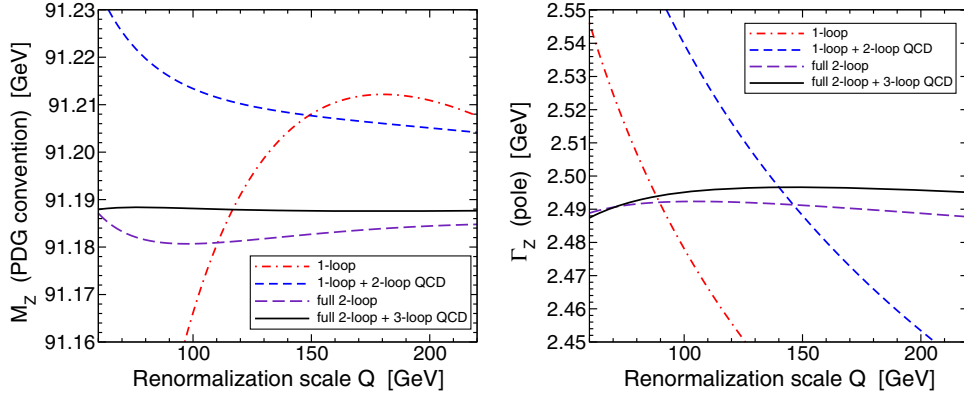 91.23
91.22
91.21
91.20
91.19
91.18
91.17
91.16
M_Z (PDG convention) [GeV]
1-loop
1-loop + 2-loop QCD
full 2-loop
full 2-loop + 3-loop QCD
100
150
200
Renormalization scale Q [GeV]
2.55
2.54
2.53
2.52
2.51
2.50
2.49
2.48
2.47
2.46
2.45
Γ_Z (pole) [GeV]
1-loop
1-loop + 2-loop QCD
full 2-loop
full 2-loop + 3-loop QCD
100
150
200
Renormalization scale Q [GeV]